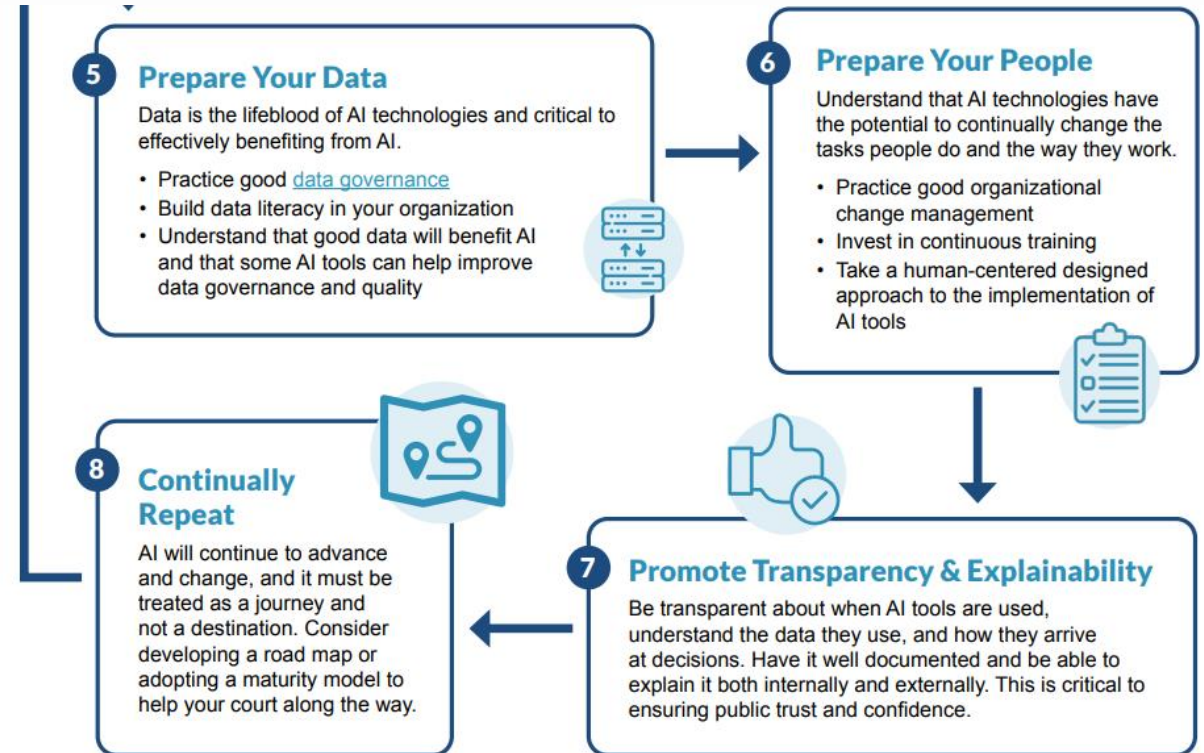 5
Prepare Your Data
Data is the lifeblood of AI technologies and critical to
effectively benefiting from AI.
• Practice good data governance
• Build data literacy in your organization
• Understand that good data will benefit AI
and that some AI tools can help improve
data governance and quality
6
Prepare Your People
Understand that AI technologies have
the potential to continually change the
tasks people do and the way they work.
• Practice good organizational
change management
• Invest in continuous training
• Take a human-centered designed
approach to the implementation of
AI tools
7
Promote Transparency & Explainability
Be transparent about when AI tools are used,
understand the data they use, and how they arrive
at decisions. Have it well documented and be able to
explain it both internally and externally. This is critical to
ensuring public trust and confidence.
8
Continually
Repeat
AI will continue to advance
and change, and it must be
treated as a journey and
not a destination. Consider
developing a road map or
adopting a maturity model to
help your court along the way.